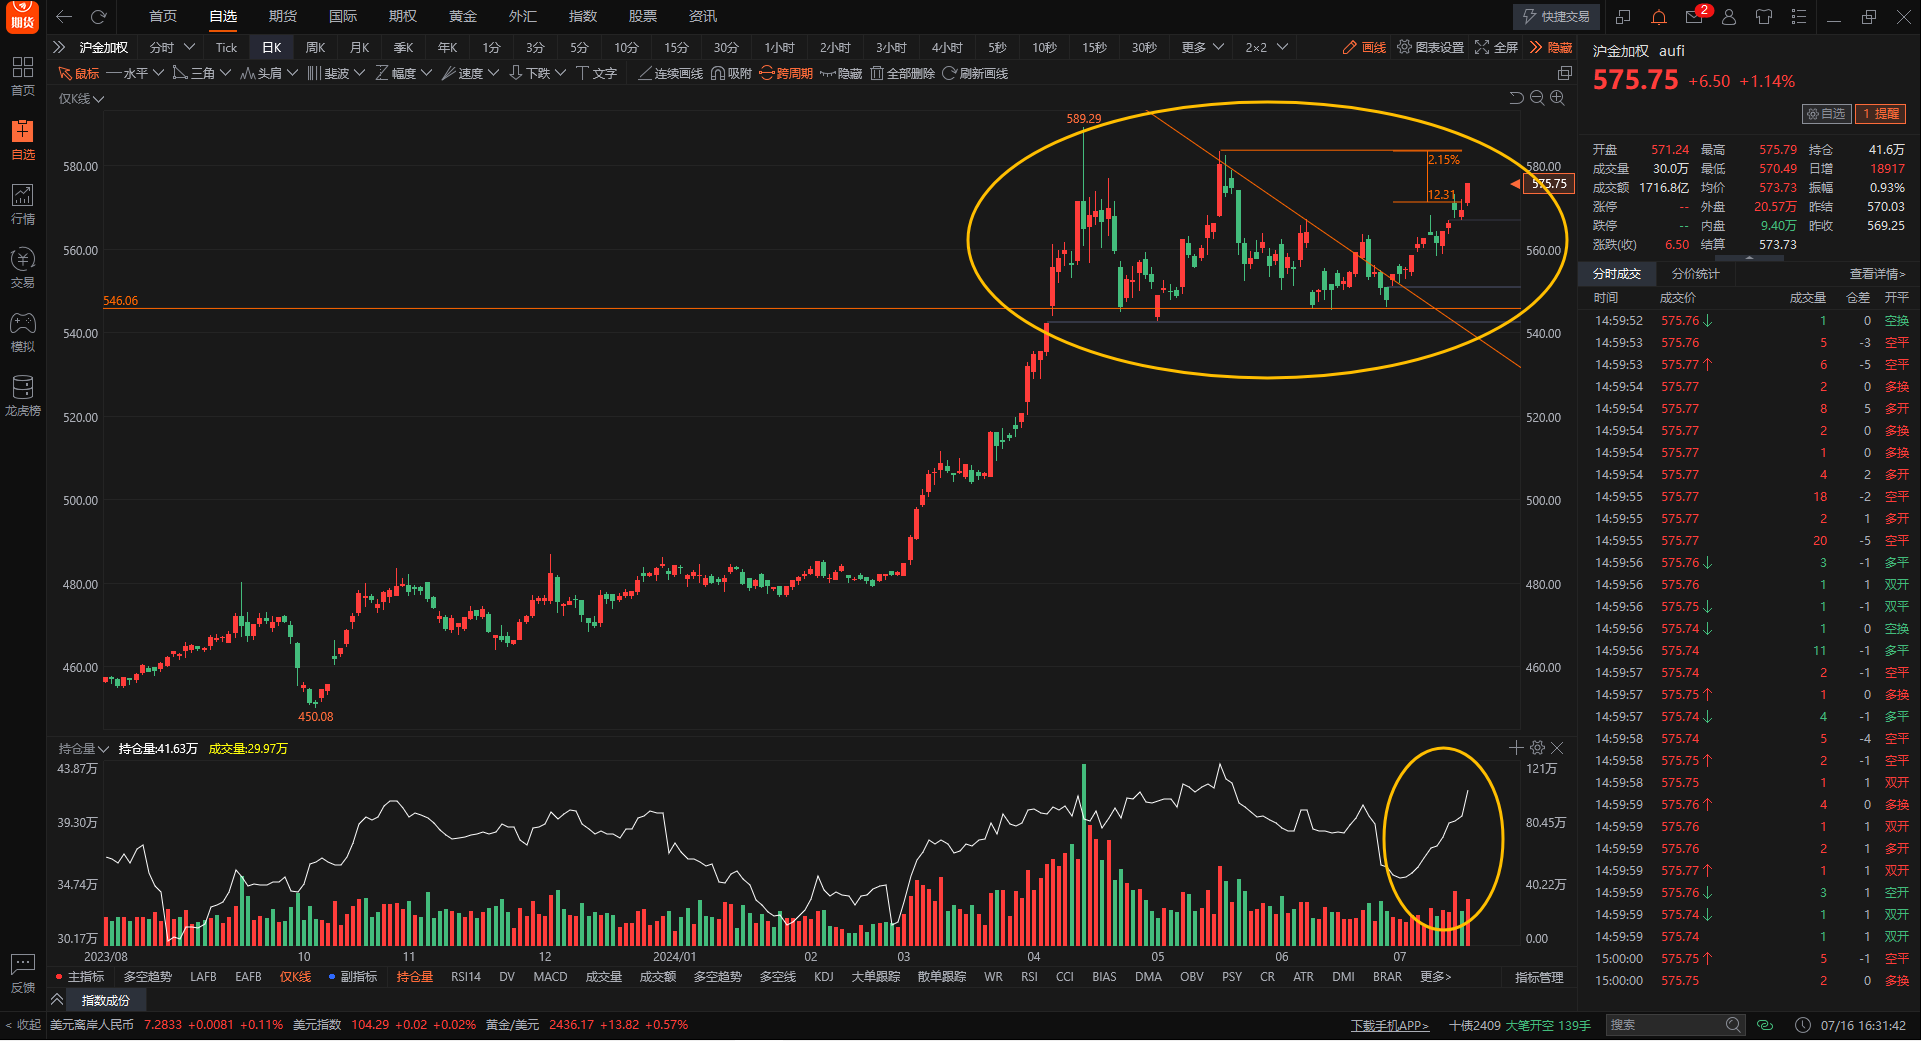 期货 首页 自选 期货 国际 期权 黄金 外汇 指数 股票 资讯 快捷交易 2
沪金加权 分时 Tick 日K 周K 月K 季K 年K 1分 3分 5分 10分 15分 30分 1小时 2小时 3小时 4小时 5秒 10秒 15秒 30秒 更多 2×2 画线 图表设置 全屏 隐藏
鼠标 水平 三角 头肩 斐波 幅度 速度 下跌 文字 连续画线 吸附 跨周期 隐藏 全部删除 刷新画线
首页
自选
行情
交易
模拟
龙虎榜
反馈
仅K线
589.29
580.00 2.15% 580.00
12.31 575.75
560.00 560.00
546.06
540.00 540.00
520.00 520.00
500.00 500.00
480.00 480.00
460.00 460.00
450.08
持仓量 持仓量:41.63万 成交量:29.97万
43.87万 121万
39.30万 80.45万
34.74万 40.22万
30.17万 0.00
2023/08 10 11 12 2024/01 02 03 04 05 06 07
主指标 多空趋势 LAFB EAFB 仅K线 副指标 持仓量 RSI14 DV MACD 成交量 成交额 多空趋势 多空线 KDJ 大单跟踪 散单跟踪 WR RSI CCI BIAS DMA OBV PSY CR ATR DMI BRAR 更多> 指标管理
指数成份
沪金加权 aufi
575.75 +6.50 +1.14%
自选 1 提醒
开盘 571.24 最高 575.79 持仓 41.6万
成交量 30.0万 最低 570.49 日增 18917
成交额 1716.8亿 均价 573.73 振幅 0.93%
涨停 -- 外盘 20.57万 昨结 570.03
跌停 -- 内盘 9.40万 昨收 569.25
涨跌(收) 6.50 结算 573.73
分时成交 分价统计 查看详情>
时间 成交价 成交量 仓差 开平
14:59:52 575.76↓ 1 0 空换
14:59:53 575.76 5 -3 空平
14:59:53 575.77↑ 6 -5 空平
14:59:54 575.77 2 0 多换
14:59:54 575.77 8 5 多开
14:59:54 575.77 2 0 多换
14:59:54 575.77 1 0 多换
14:59:54 575.77 4 2 多开
14:59:55 575.77 18 -2 空平
14:59:55 575.77 2 1 多开
14:59:55 575.77 20 -5 空平
14:59:56 575.76↓ 3 -1 多平
14:59:56 575.76 1 1 双开
14:59:56 575.75↓ 1 -1 双平
14:59:56 575.74↓ 1 0 空换
14:59:56 575.74 11 -1 多平
14:59:57 575.74 2 -1 空平
14:59:57 575.75↑ 1 0 多换
14:59:57 575.74↓ 4 -1 多平
14:59:58 575.74 5 -4 空平
14:59:58 575.75↑ 2 -1 空平
14:59:58 575.75 1 1 双开
14:59:59 575.76↑ 4 0 多换
14:59:59 575.76 1 1 双开
14:59:59 575.76 2 1 多开
14:59:59 575.77↑ 1 1 双开
14:59:59 575.76↓ 3 1 空开
14:59:59 575.74↓ 1 1 双开
14:59:59 575.74 1 1 双开
15:00:00 575.75↑ 5 -1 空平
15:00:00 575.75 2 0 多换
< 收起 美元离岸人民币 7.2833 +0.0081 +0.11% 美元指数 104.29 +0.02 +0.02% 黄金/美元 2436.17 +13.82 +0.57% 下载手机APP> 十债2409 大笔开空 139手 搜索 07/16 16:31:42